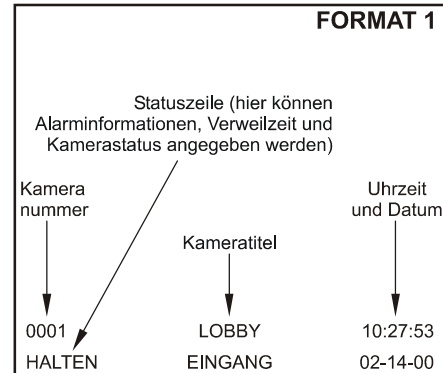 FORMAT 1
Statuszeile (hier können
Alarminformationen, Verweilzeit und
Kamerastatus angegeben werden)
Kamera
nummer
Uhrzeit
und Datum
Kameratitel
0001 LOBBY 10:27:53
HALTEN EINGANG 02-14-00